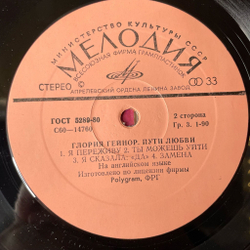 МИНИСТЕРСТВО КУЛЬТУРЫ СССР
МЕЛОДИЯ
ВСЕСОЮЗНАЯ ФИРМА ГРАМПЛАСТИНОК
СТЕРЕО
33
АПРЕЛЕВСКИЙ ОРДЕНА ЛЕНИНА ЗАВОД
ГОСТ 5289-80
2 сторона
С60—14760
Гр. 3. 1-90
ГЛОРИЯ ГЕЙНОР. ПУТИ ЛЮБВИ
1. Я ПЕРЕЖИВУ 2. ТЫ МОЖЕШЬ УЙТИ
3. Я СКАЗАЛА: «ДА» 4. ЗАМЕНА
На английском языке
Изготовлено по лицензии фирмы
Polygram, ФРГ